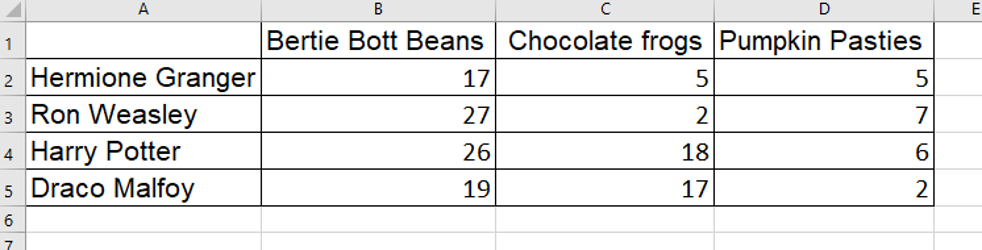 A B C D E
1 Bertie Bott Beans Chocolate frogs Pumpkin Pasties
2 Hermione Granger 17 5 5
3 Ron Weasley 27 2 7
4 Harry Potter 26 18 6
5 Draco Malfoy 19 17 2
6
7